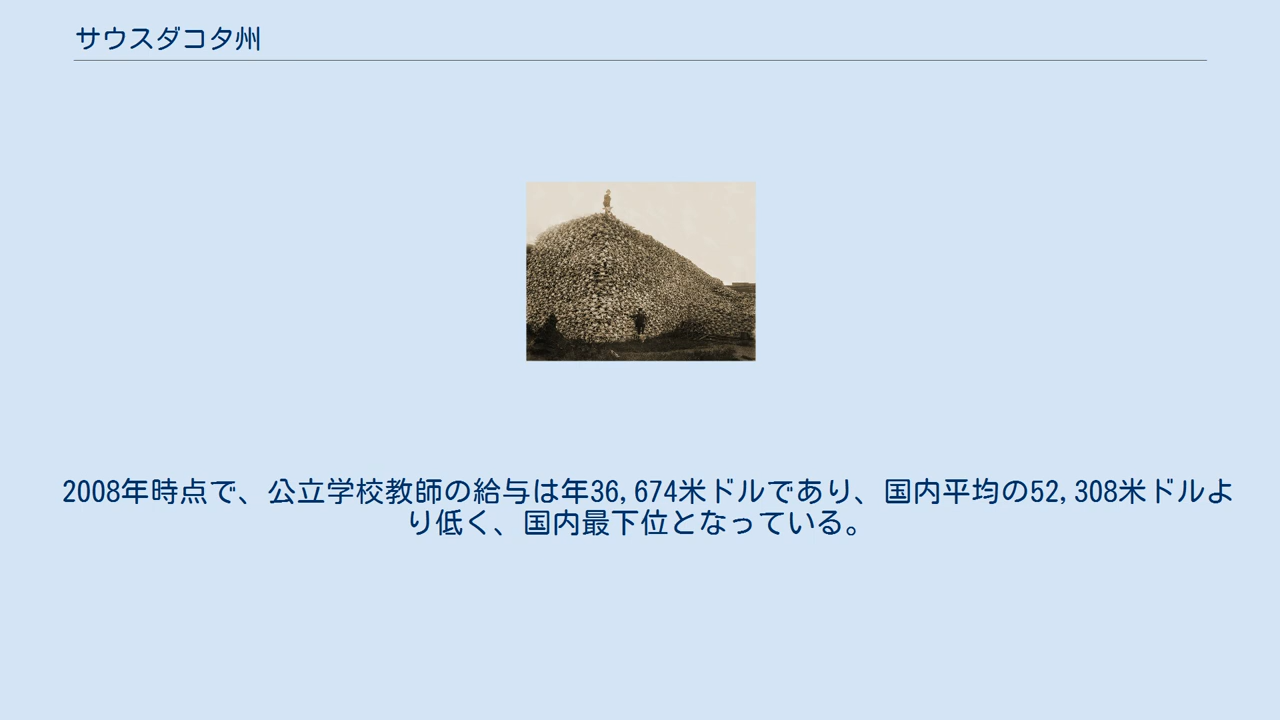 サウスダコタ州
2008年時点で、公立学校教師の給与は年36,674米ドルであり、国内平均の52,308米ドルよ
り低く、国内最下位となっている。